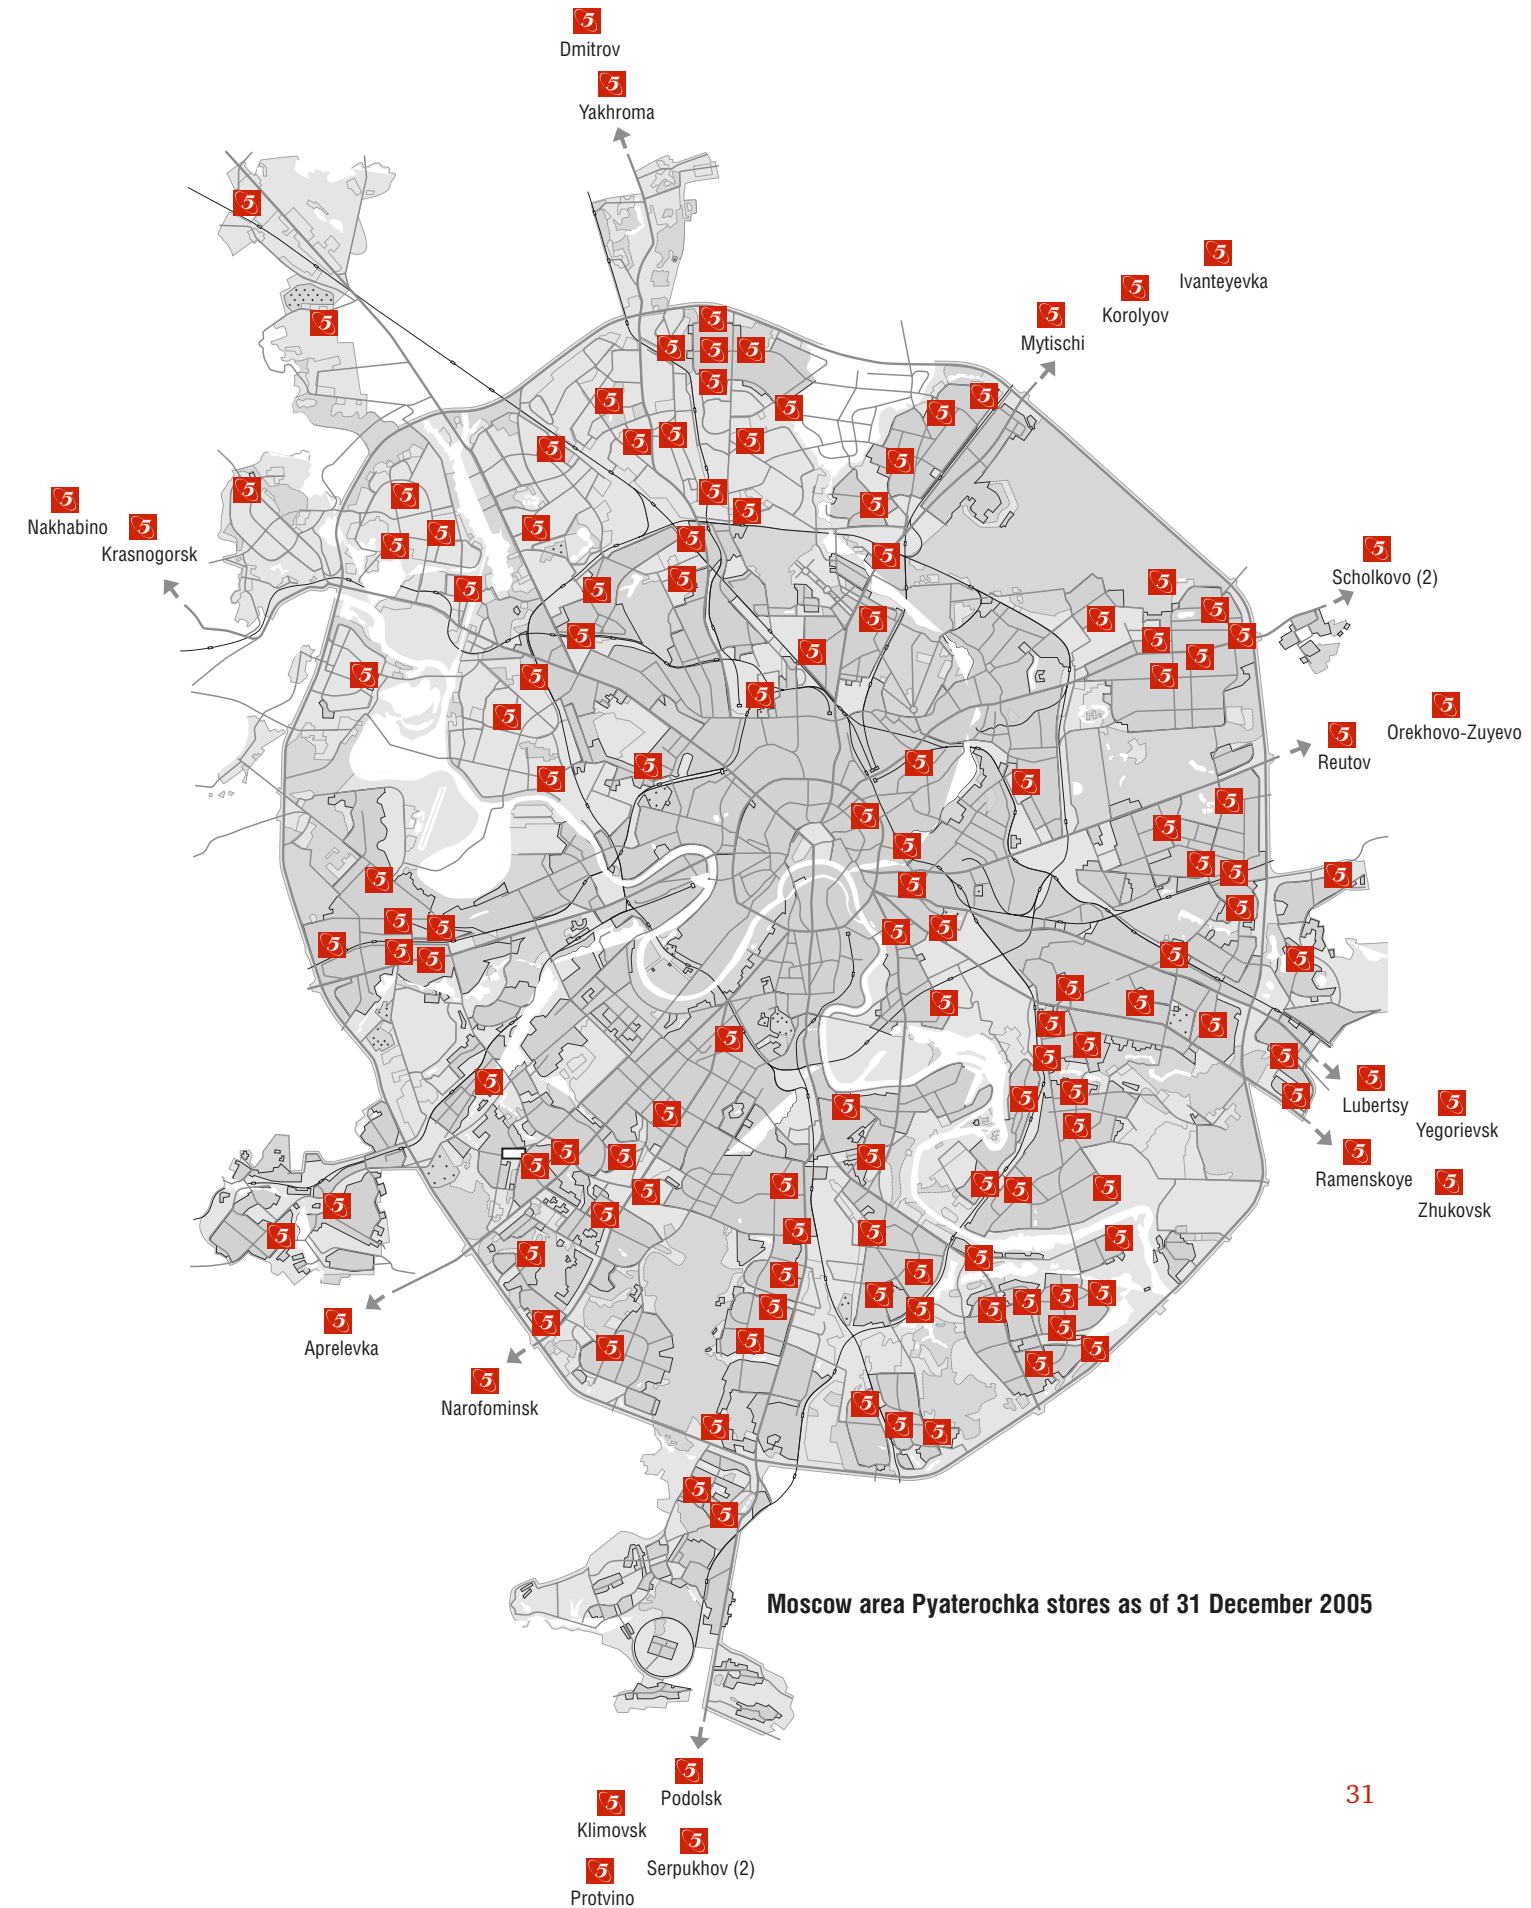 Dmitrov
Yakhroma
Ivanteyevka
Korolyov
Mytischi
Nakhabino
Krasnogorsk
Scholkovo (2)
Orekhovo-Zuyevo
Reutov
Lubertsy
Yegorievsk
Ramenskoye
Zhukovsk
Aprelevka
Narofominsk
Moscow area Pyaterochka stores as of 31 December 2005
31
Podolsk
Klimovsk
Serpukhov (2)
Protvino